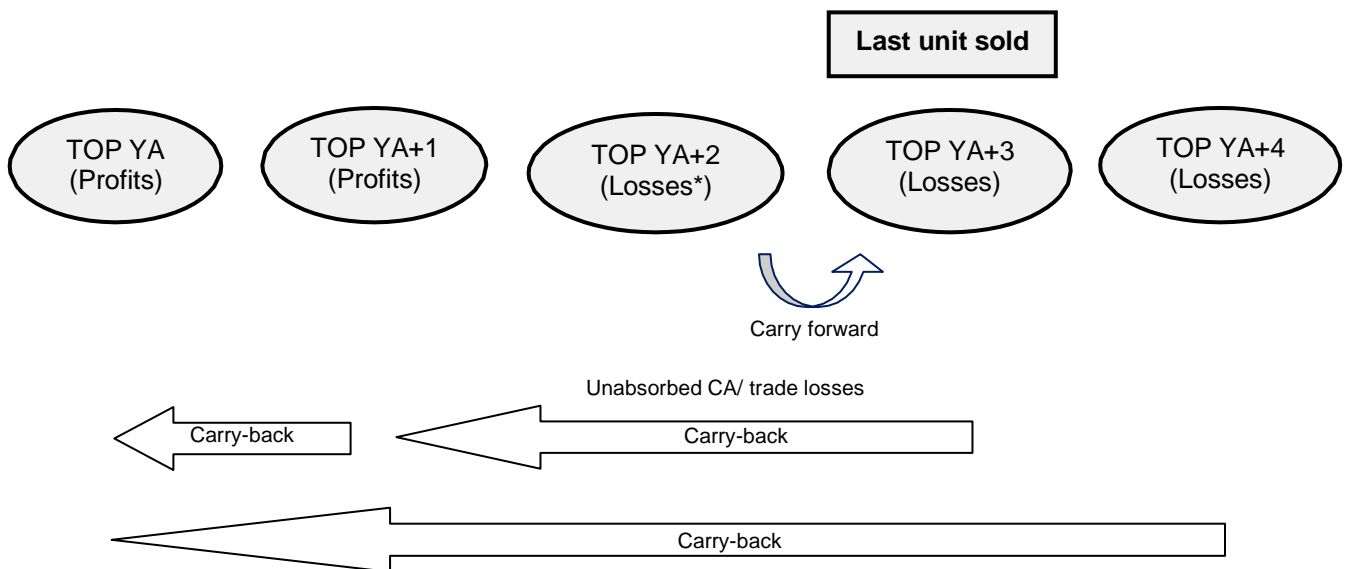 Last unit sold
TOP YA
(Profits)
TOP YA+1
(Profits)
TOP YA+2
(Losses*)
TOP YA+3
(Losses)
TOP YA+4
(Losses)
Carry forward
Unabsorbed CA/ trade losses
Carry-back
Carry-back
Carry-back